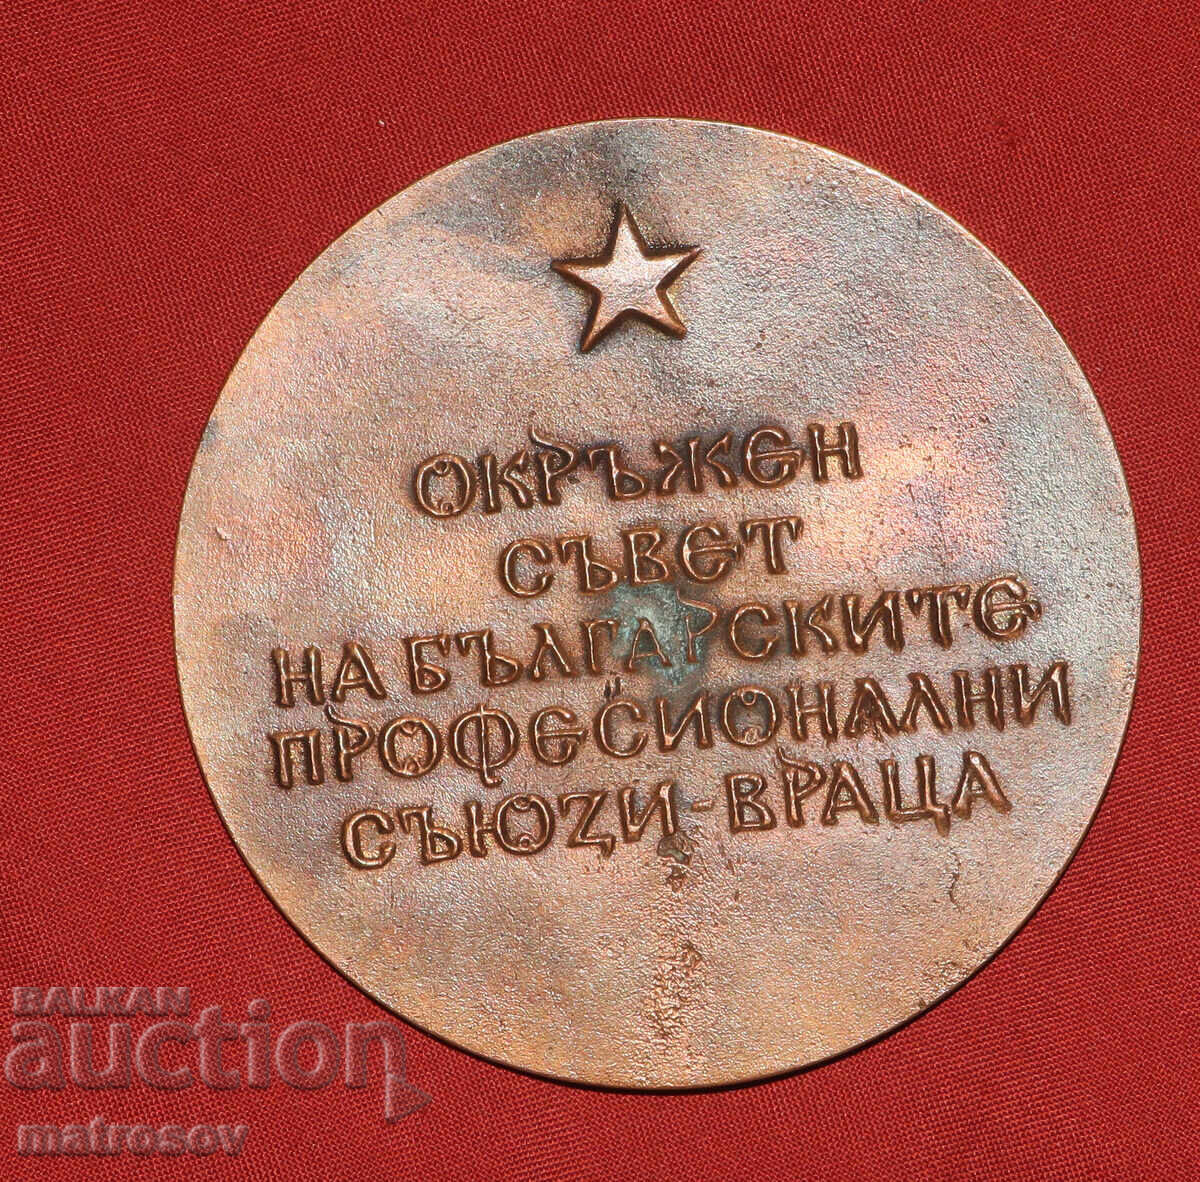 ОКРЪЖЕН
СЪВЕТ
НА БЪЛГАРСКИТЕ
ПРОФЕСИОНАЛНИ
СЪЮЗИ - ВРАЦА
BALKAN
auction
matrosov